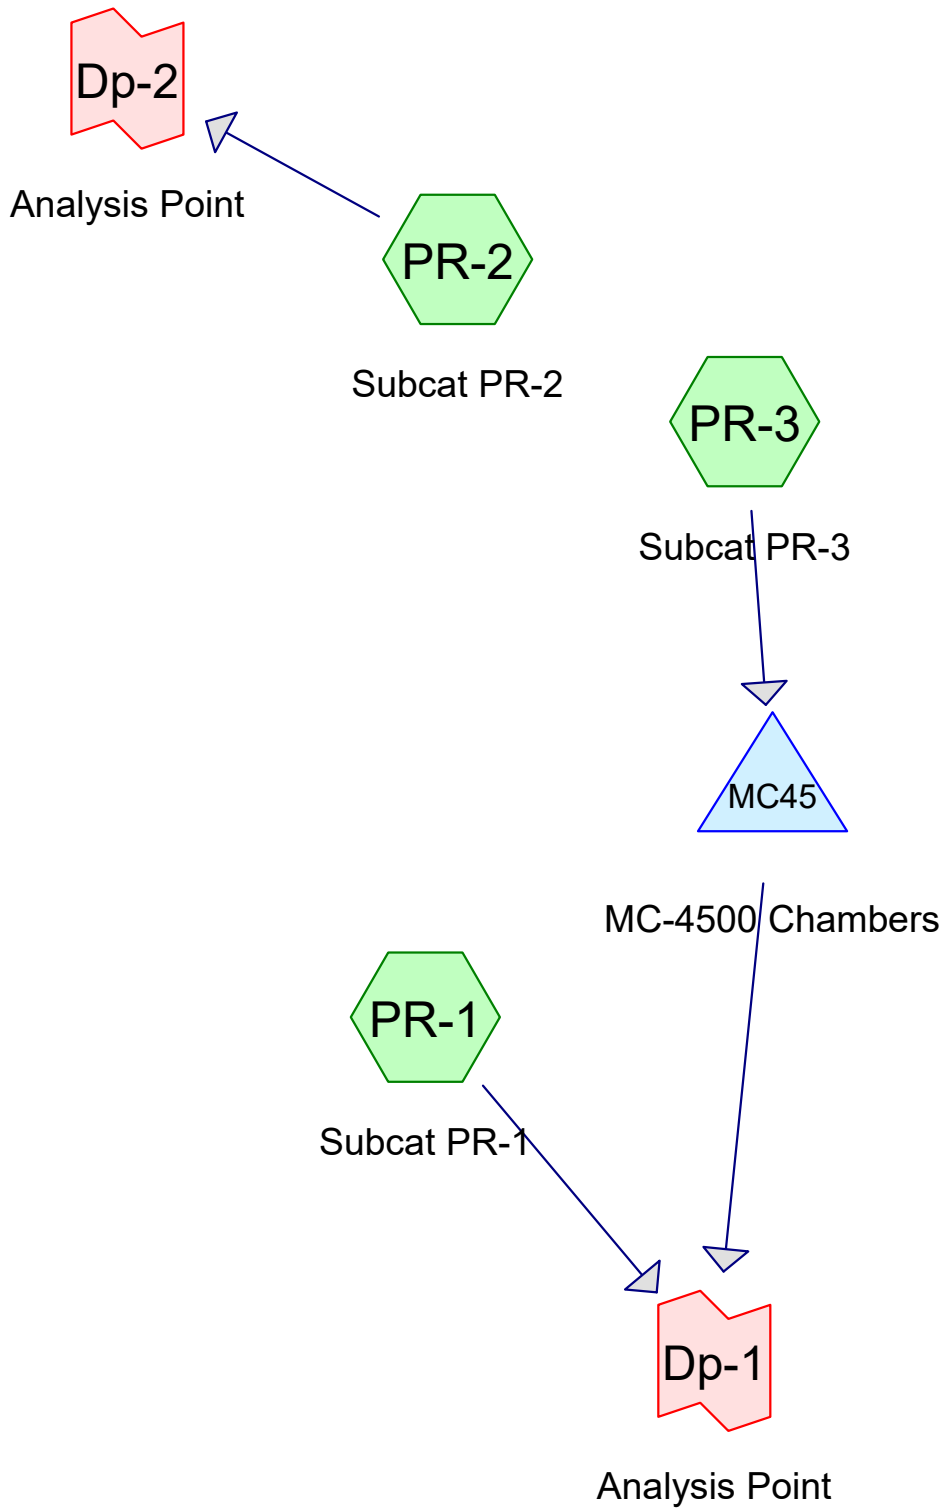 Dp-2
Analysis Point
PR-2
Subcat PR-2
PR-3
Subcat PR-3
MC45
MC-4500 Chambers
PR-1
Subcat PR-1
Dp-1
Analysis Point